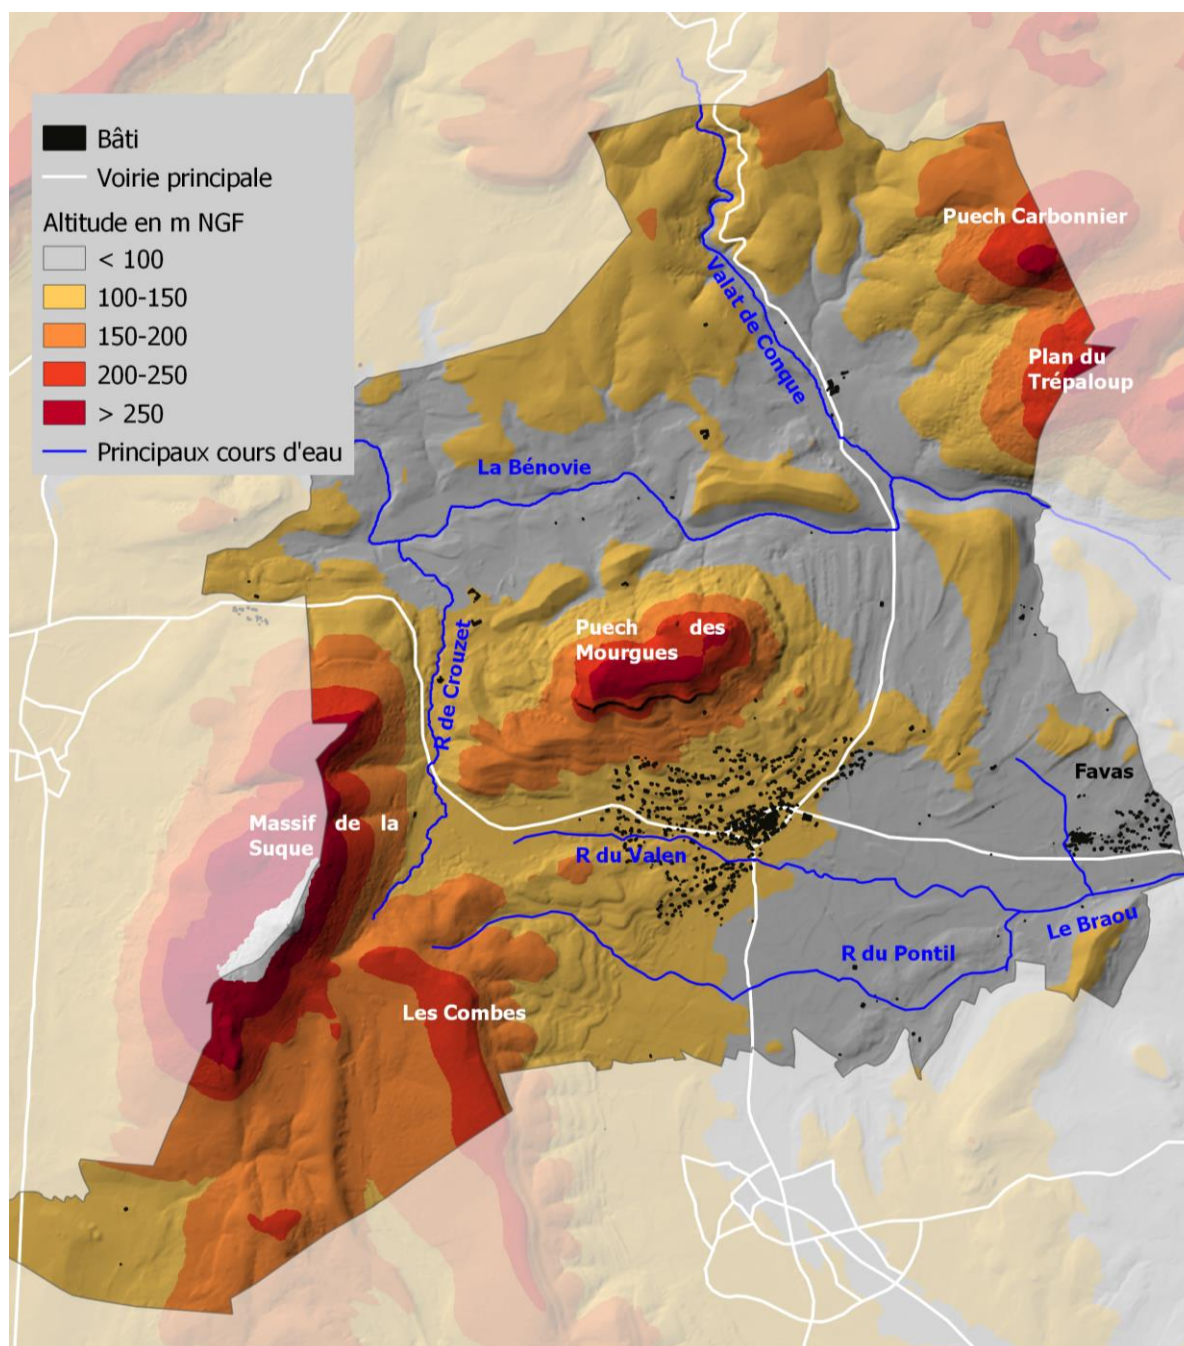 Bâti
Voirie principale
Altitude en m NGF
< 100
100-150
150-200
200-250
> 250
Principaux cours d'eau
Puech Carbonnier
Valat de Conque
Plan du
Trépaloup
La Bénovie
Puech des
Mourgues
R de Crouzet
Favas
Massif de la
Suque
R du Valen
Le Braou
R du Pontil
Les Combes